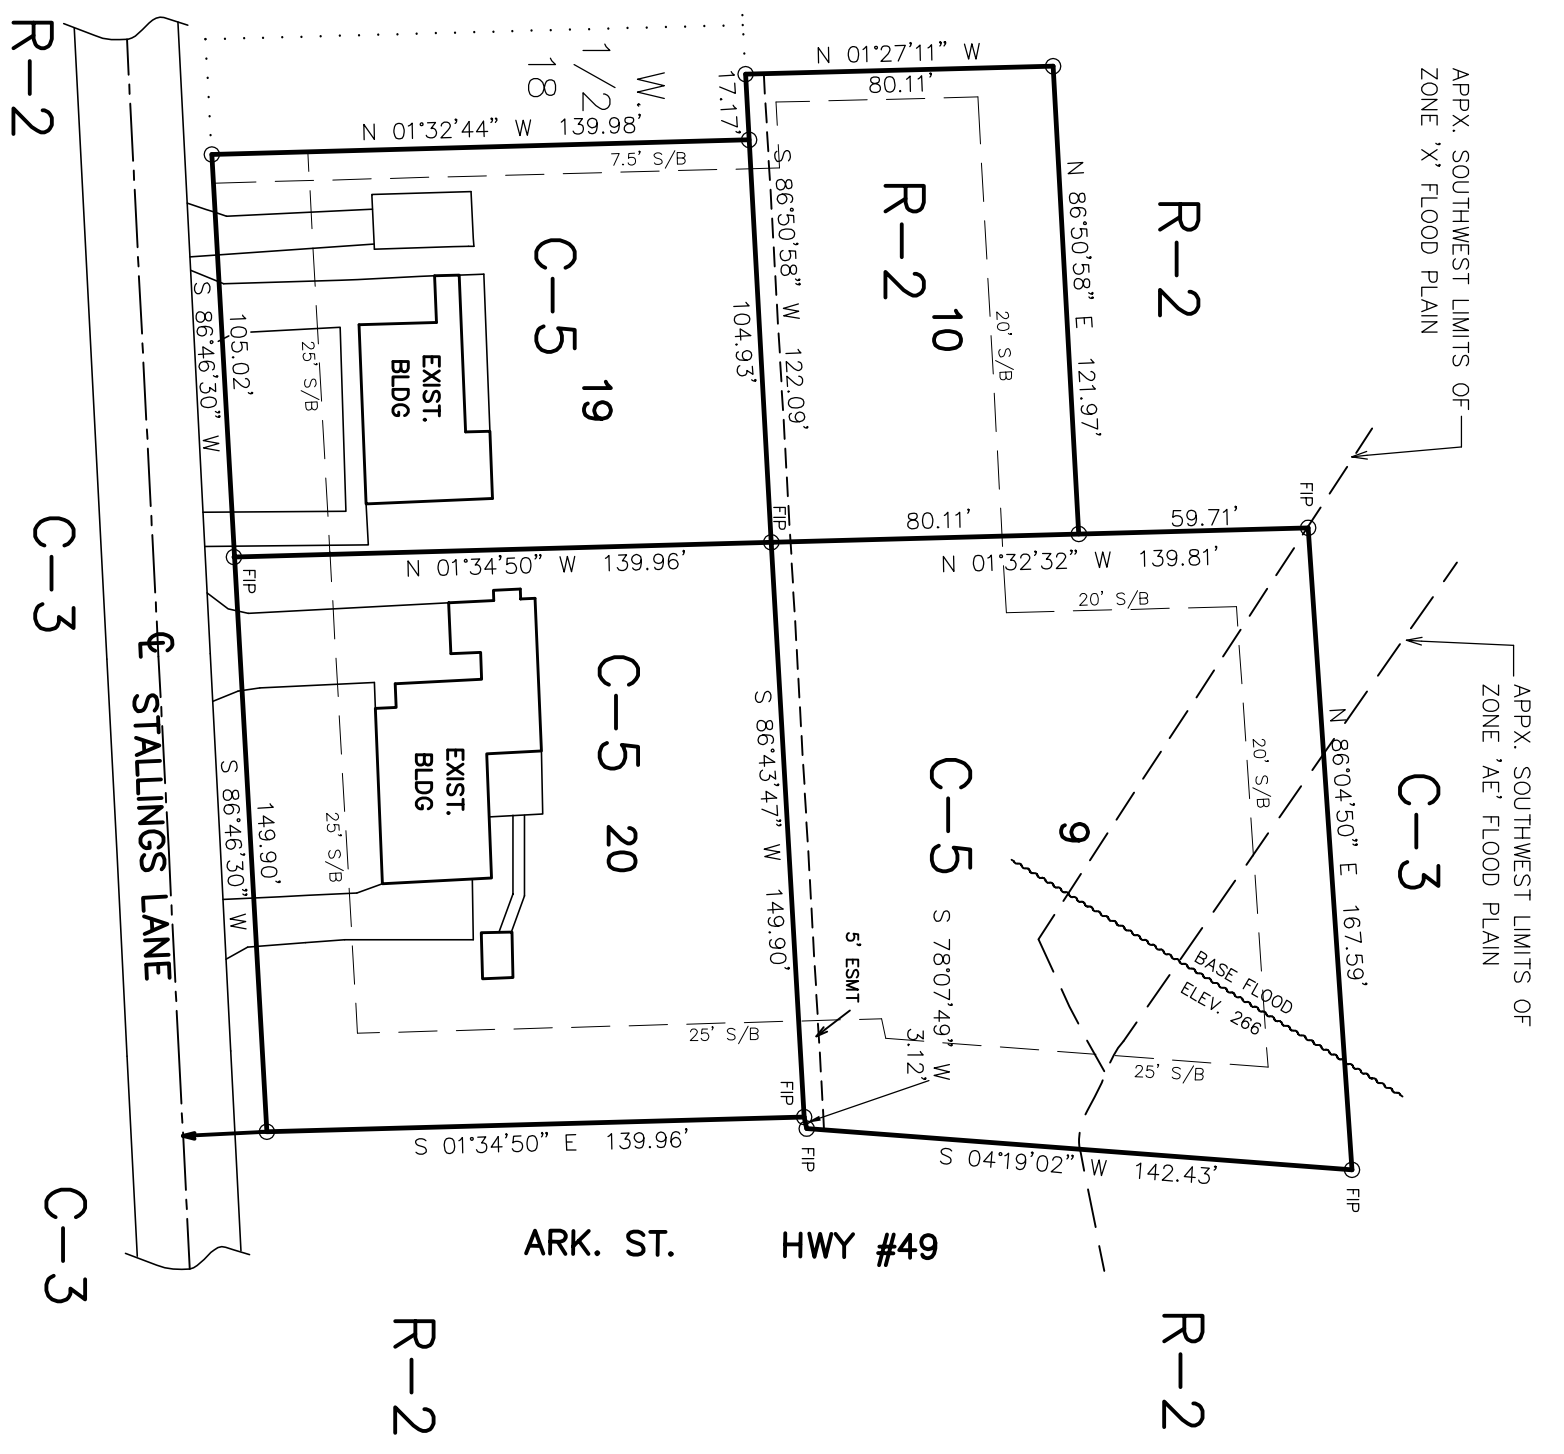 APPX. SOUTHWEST LIMITS OF
ZONE 'X' FLOOD PLAIN
APPX. SOUTHWEST LIMITS OF
ZONE 'AE' FLOOD PLAIN
R-2
C-3
R-2
N 86°50'58" E 121.97'
FIP
N 86°04'50" E 167.59'
FIP
BASE FLOOD
ELEV. 266
N 01°27'11" W
80.11'
R-2
10
20' S/B
80.11'
59.71'
N 01°32'32" W 139.81'
20' S/B
20' S/B
9
C-5
25' S/B
S 04°19'02" W
142.43'
S 78°07'49" W
3.12'
5' ESMT
FIP
FIP
17.17'
S 86°50'58" W 122.09'
104.93'
FIP
S 86°43'47" W 149.90'
25' S/B
W.
1/2
18
N 01°32'44" W 139.98'
7.5' S/B
C-5
19
EXIST.
BLDG
25' S/B
105.02'
S 86°46'30" W
N 01°34'50" W 139.96'
FIP
C-5
20
EXIST.
BLDG
25' S/B
149.90'
S 86°46'30" W
S 01°34'50" E 139.96'
ARK. ST. HWY #49
℄ STALLINGS LANE
R-2
C-3
C-3
R-2